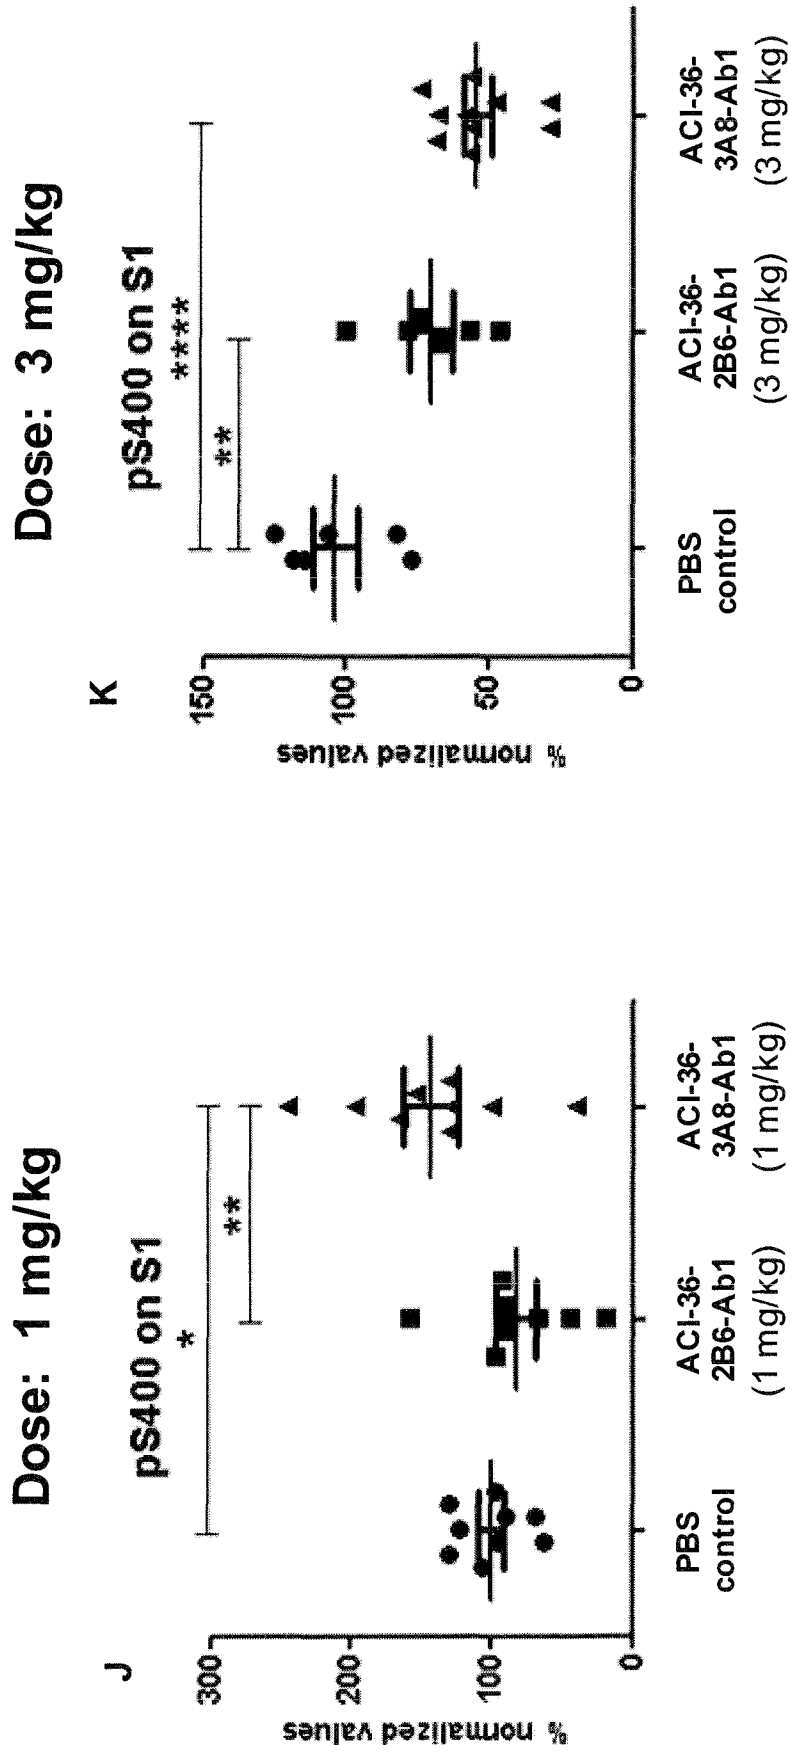 Dose: 1 mg/kg
J
pS400 on S1
*
**
% normalized values
300
200
100
0
PBS
control
ACI-36-
2B6-Ab1
(1 mg/kg)
ACI-36-
3A8-Ab1
(1 mg/kg)
Dose: 3 mg/kg
K
pS400 on S1
****
**
% normalized values
150
100
50
0
PBS
control
ACI-36-
2B6-Ab1
(3 mg/kg)
ACI-36-
3A8-Ab1
(3 mg/kg)